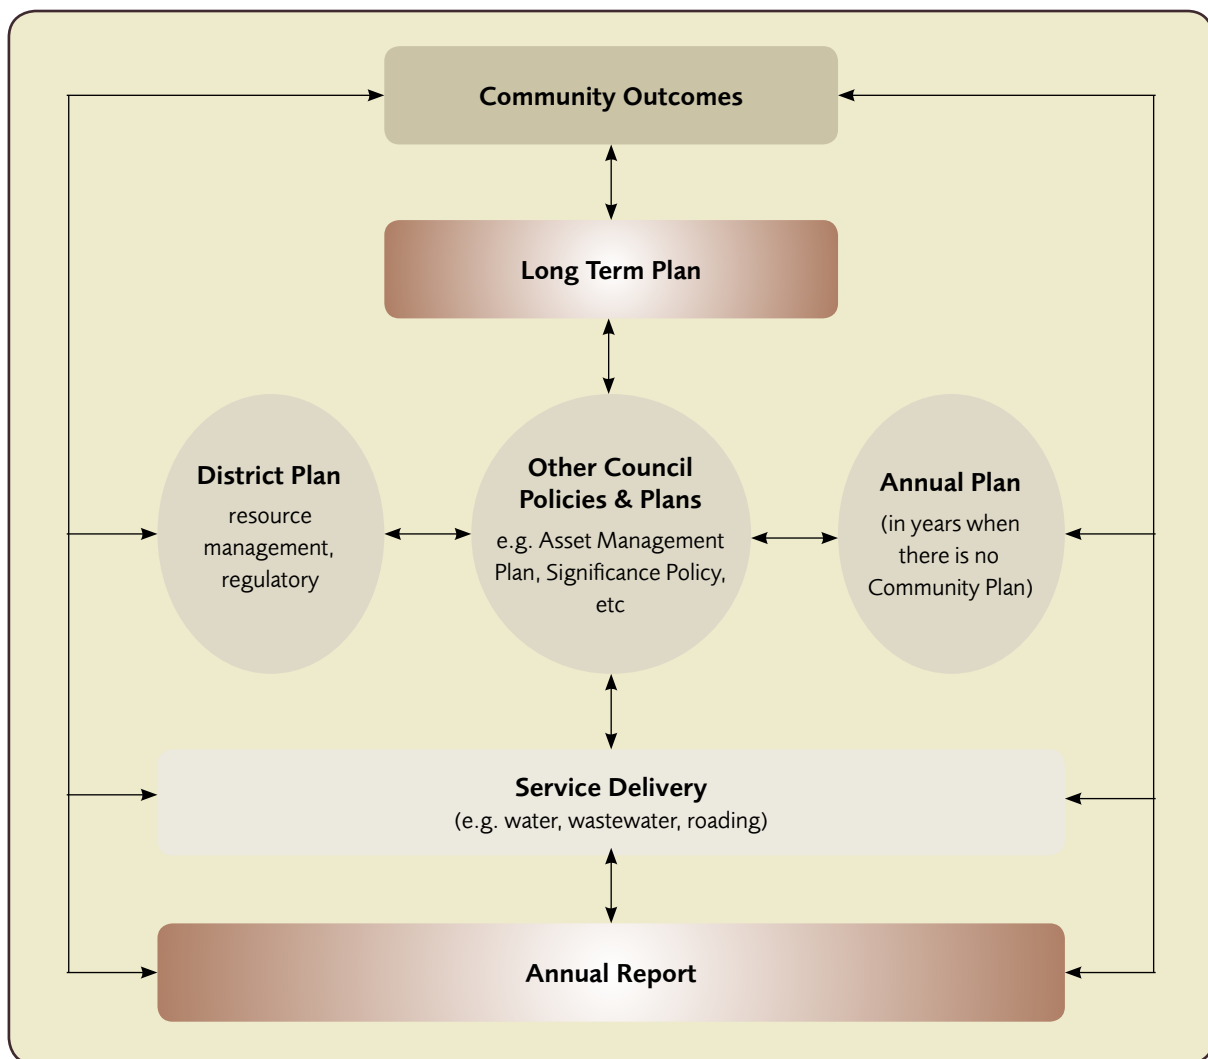 Community Outcomes
Long Term Plan
District Plan
resource
management,
regulatory
Other Council
Policies & Plans
e.g. Asset Management
Plan, Significance Policy,
etc
Annual Plan
(in years when
there is no
Community Plan)
Service Delivery
(e.g. water, wastewater, roading)
Annual Report